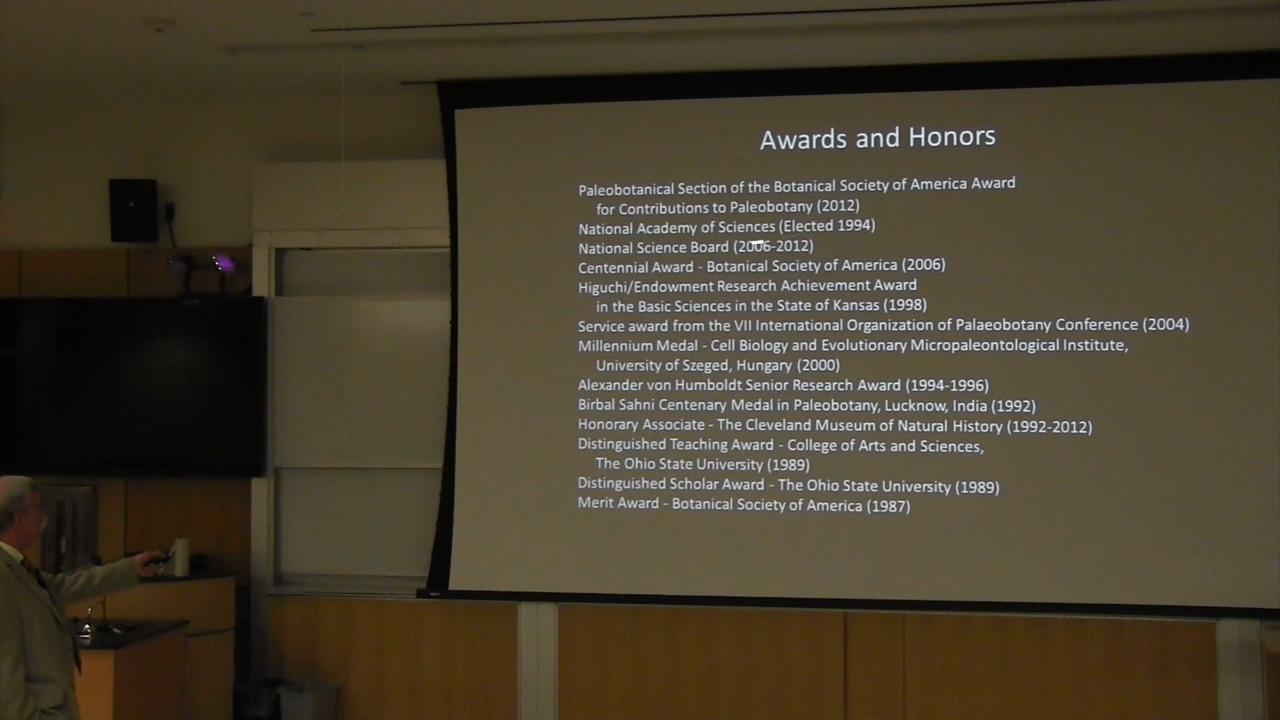 Awards and Honors
Paleobotanical Section of the Botanical Society of America Award
for Contributions to Paleobotany (2012)
National Academy of Sciences (Elected 1994)
National Science Board (2006-2012)
Centennial Award - Botanical Society of America (2006)
Higuchi/Endowment Research Achievement Award
in the Basic Sciences in the State of Kansas (1998)
Service award from the VII International Organization of Palaeobotany Conference (2004)
Millennium Medal - Cell Biology and Evolutionary Micropaleontological Institute,
University of Szeged, Hungary (2000)
Alexander von Humboldt Senior Research Award (1994-1996)
Birbal Sahni Centenary Medal in Paleobotany, Lucknow, India (1992)
Honorary Associate - The Cleveland Museum of Natural History (1992-2012)
Distinguished Teaching Award - College of Arts and Sciences,
The Ohio State University (1989)
Distinguished Scholar Award - The Ohio State University (1989)
Merit Award - Botanical Society of America (1987)